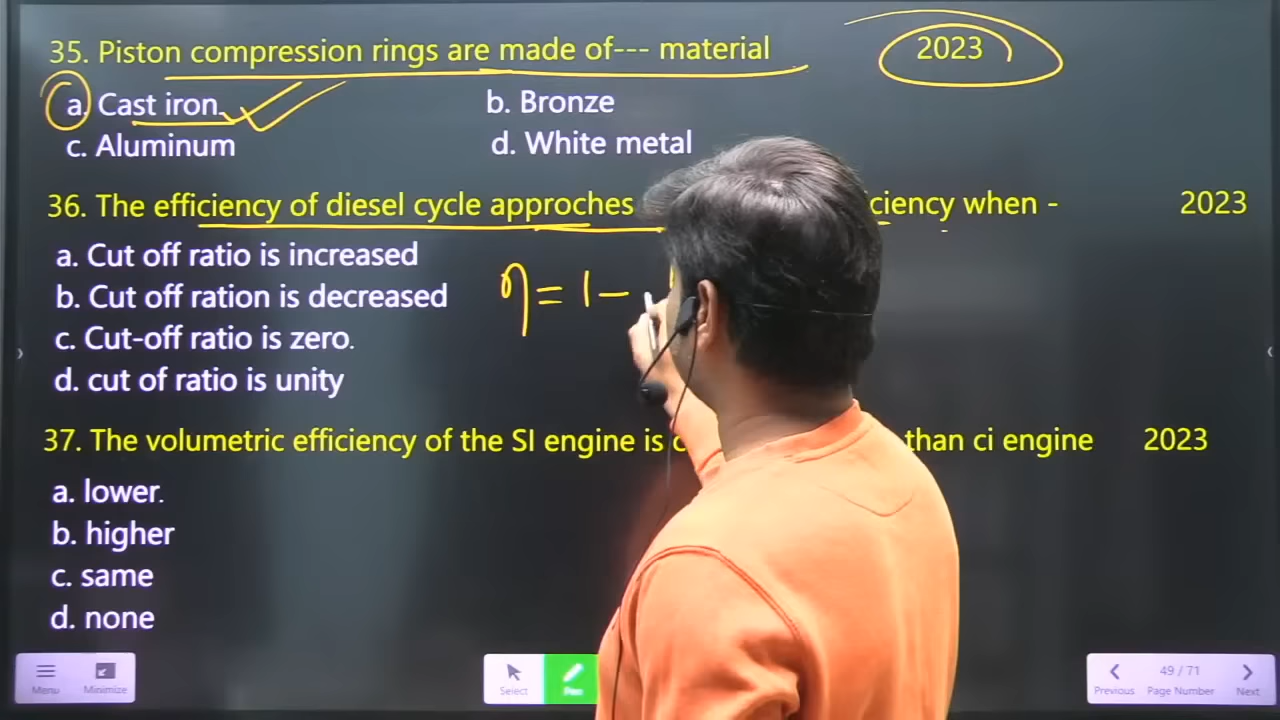 35. Piston compression rings are made of--- material 2023
a. Cast iron. b. Bronze
c. Aluminum d. White metal
36. The efficiency of diesel cycle approches ciency when - 2023
a. Cut off ratio is increased
b. Cut off ration is decreased
c. Cut-off ratio is zero.
d. cut of ratio is unity
η = 1 -
37. The volumetric efficiency of the SI engine is than ci engine 2023
a. lower.
b. higher
c. same
d. none
Menu Minimize Select Pen Previous 49 / 71 Page Number Next